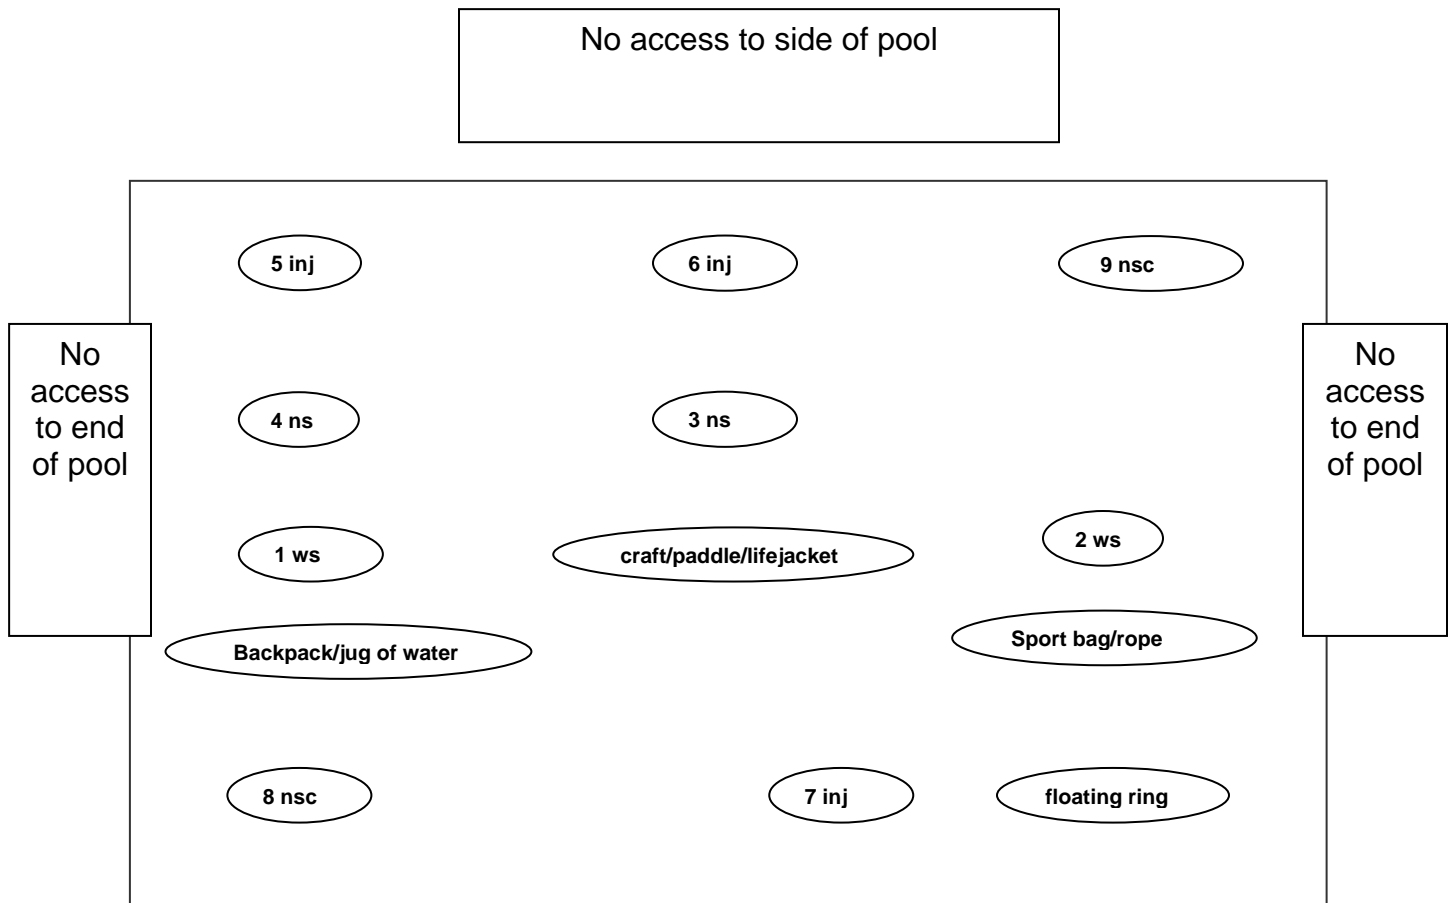 No access to side of pool
5 inj
6 inj
9 nsc
No
access
to end
of pool
No
access
to end
of pool
4 ns
3 ns
1 ws
craft/paddle/lifejacket
2 ws
Backpack/jug of water
Sport bag/rope
8 nsc
7 inj
floating ring